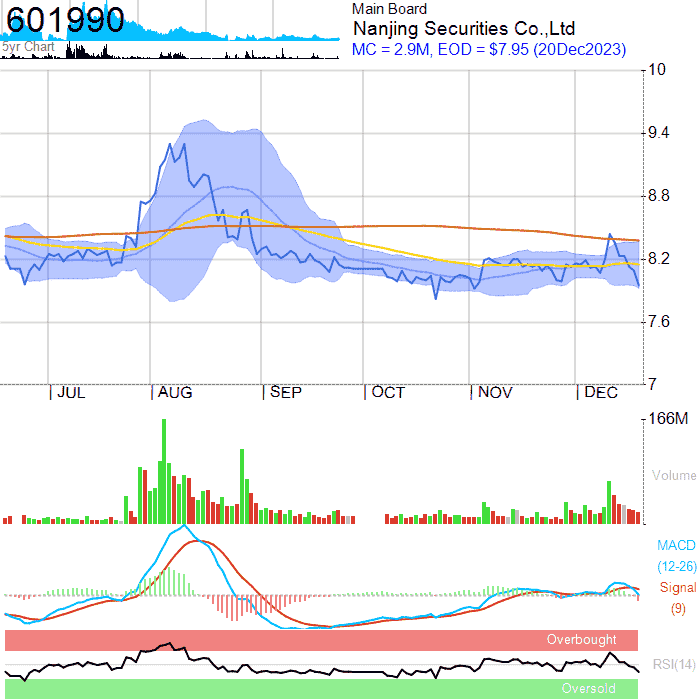 601990
5yr Chart
Main Board
Nanjing Securities Co.,Ltd
MC = 2.9M, EOD = $7.95 (20Dec2023)
10
9.4
8.8
8.2
7.6
7
JUL AUG SEP OCT NOV DEC
166M
Volume
MACD
(12-26)
Signal
(9)
Overbought
RSI(14)
Oversold